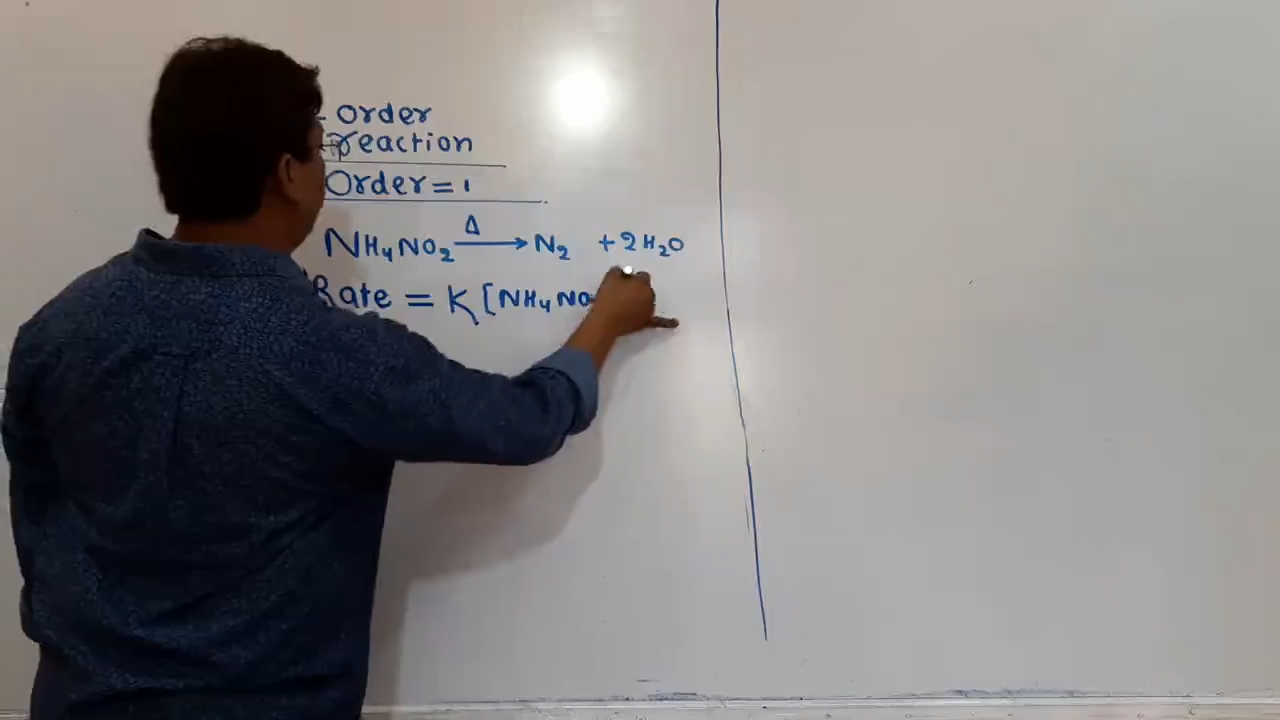 order
reaction
Order = 1
NH₄NO₂ —Δ→ N₂ + 2H₂O
Rate = K [NH₄NO